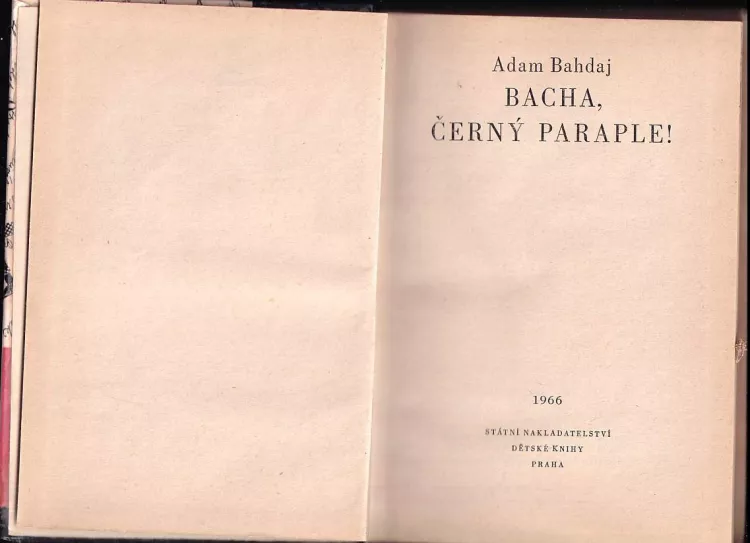 Adam Bahdaj
BACHA,
ČERNÝ PARAPLE!
1966
STÁTNÍ NAKLADATELSTVÍ
DĚTSKÉ KNIHY
PRAHA